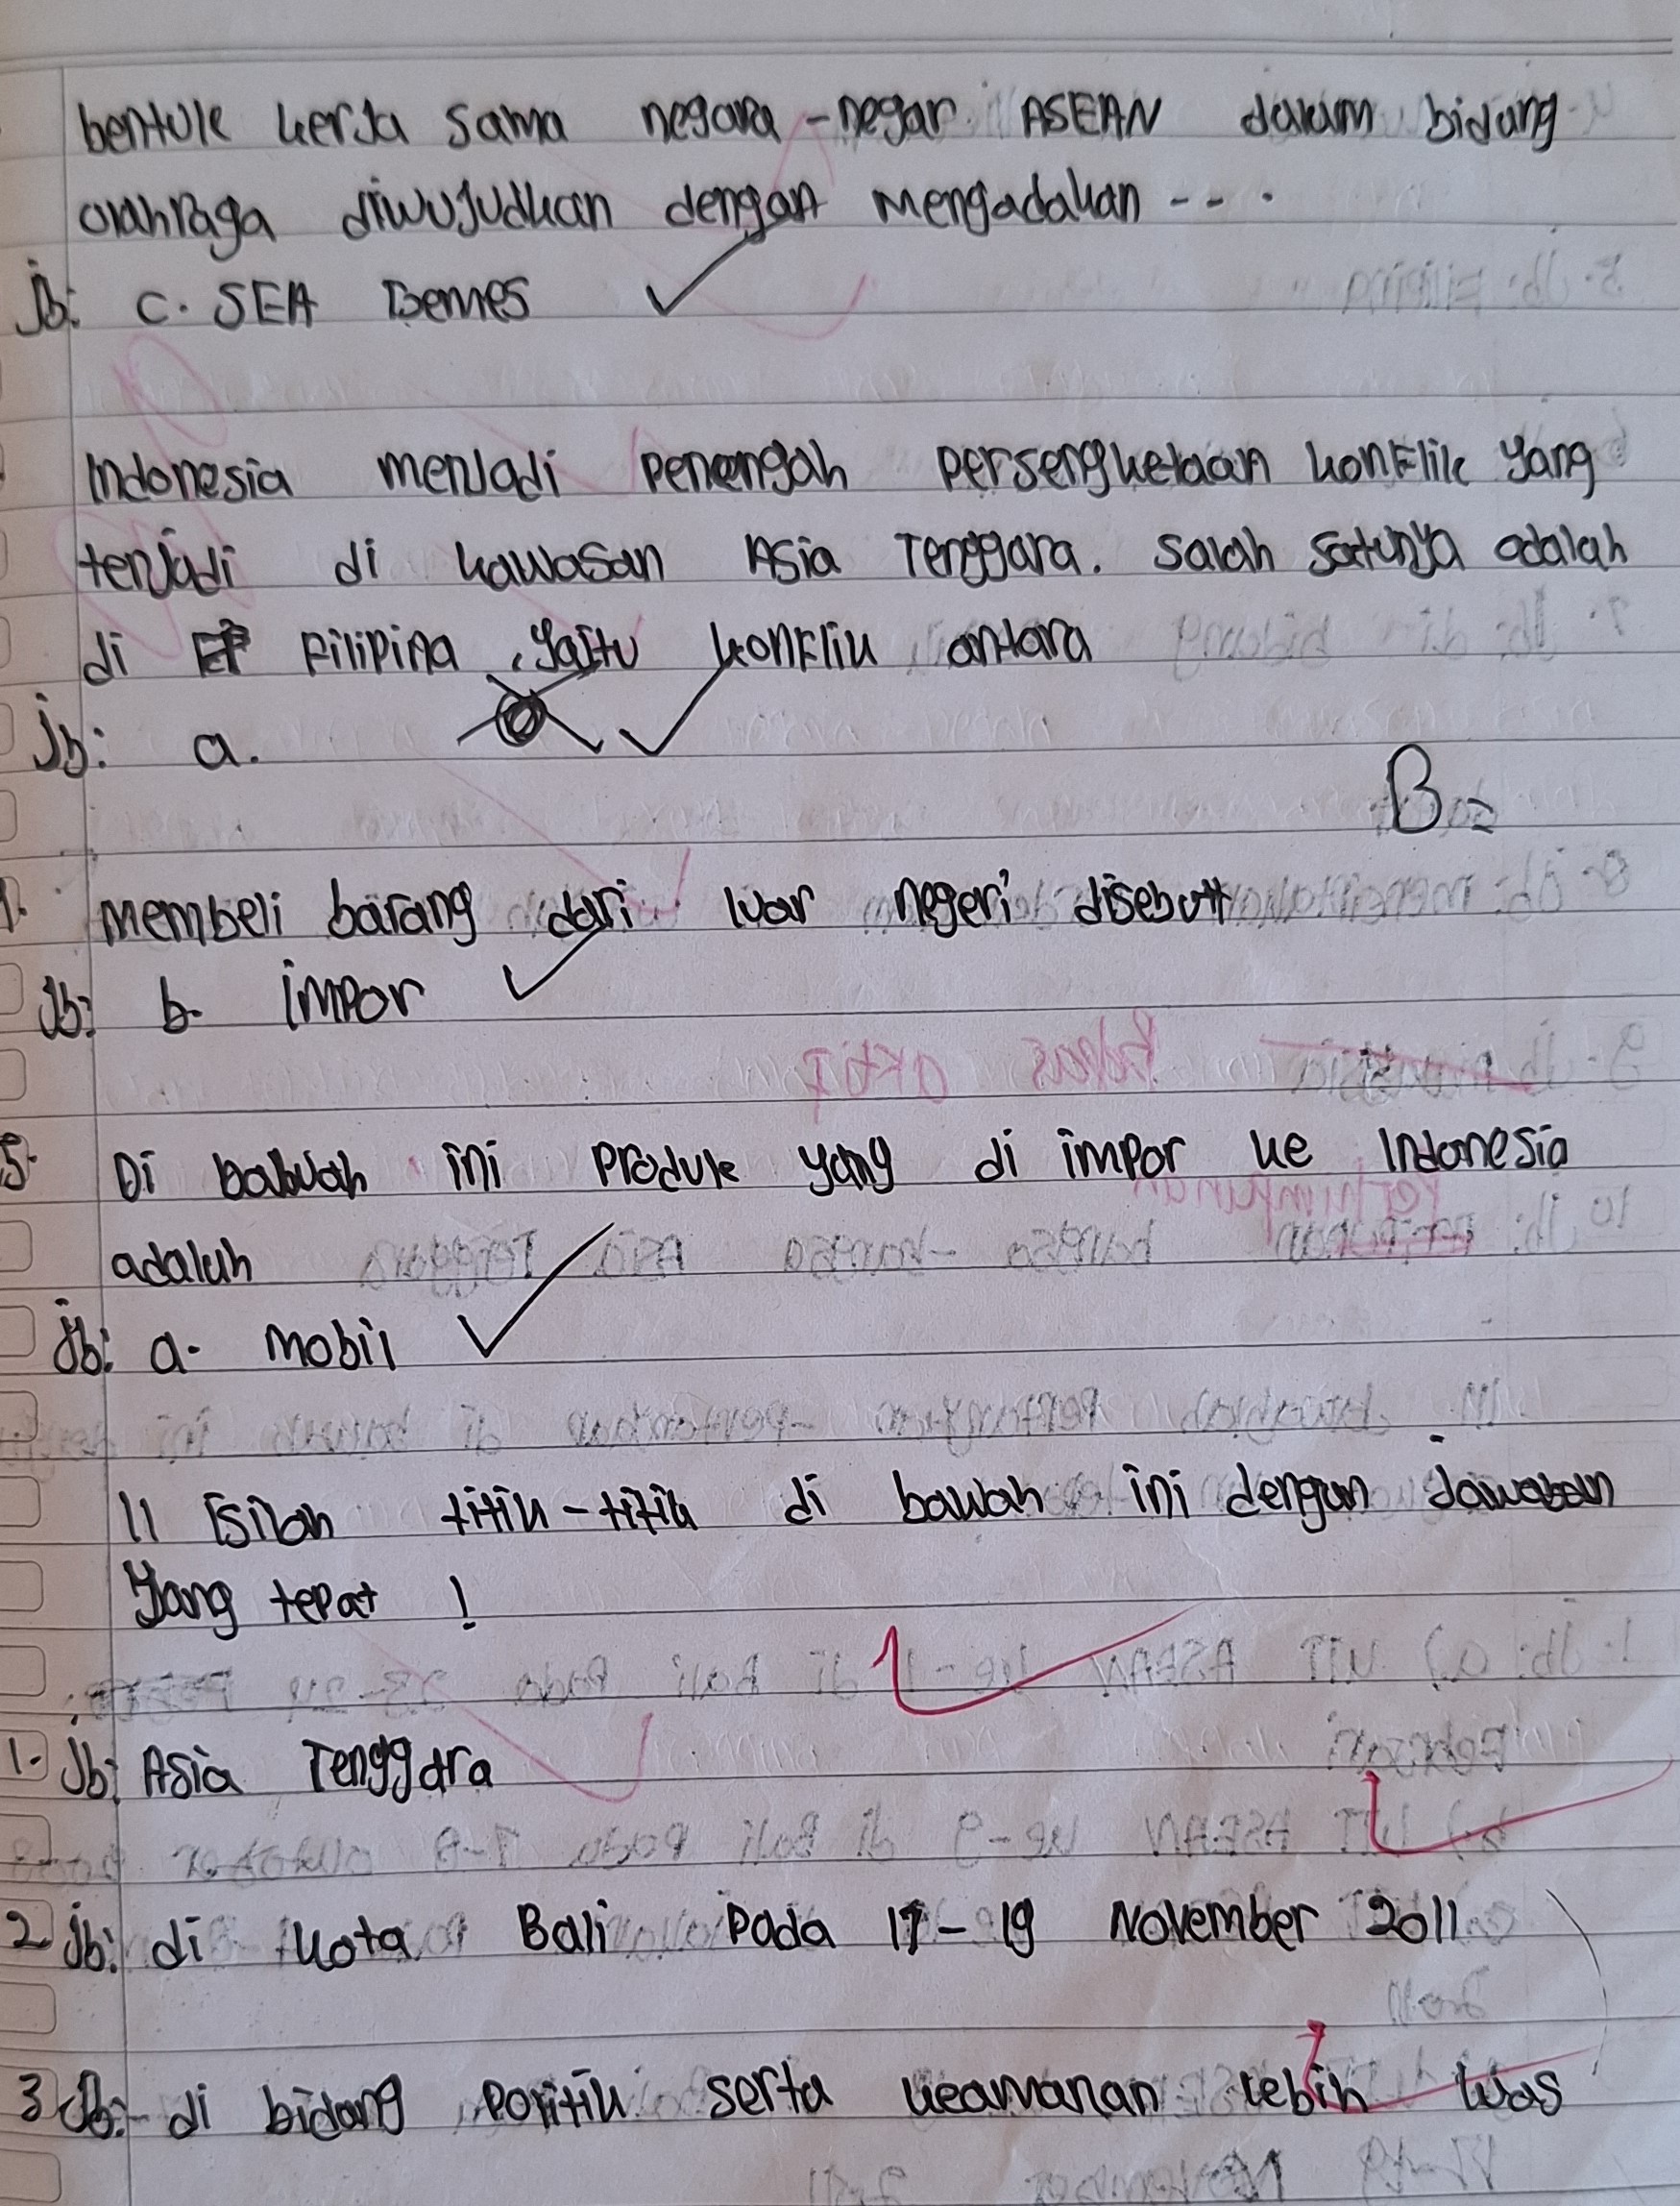 bentuk kerja sama negara-negar ASEAN dalam bidang
olahraga diwujudkan dengan mengadakan - - .
Jb: C. SEA Gemes
Indonesia menjadi penengah persengketaan konflik yang
terjadi di kawasan Asia Tenggara. Salah satunya adalah
di Filipina, yaitu konflik antara
Jb: a.
B=
membeli barang dari luar negeri disebut
Jb: b. impor
5. Di bawah ini produk yang di impor ke Indonesia
adaluh
Jb: a. mobil
II Isilah titik-titik di bawah ini dengan jawaban
yang tepat !
1. Jb: Asia Tenggara
2 Jb: di kota Bali pada 17-19 November 2011
3 Jb: di bidang politik serta keamanan lebih luas